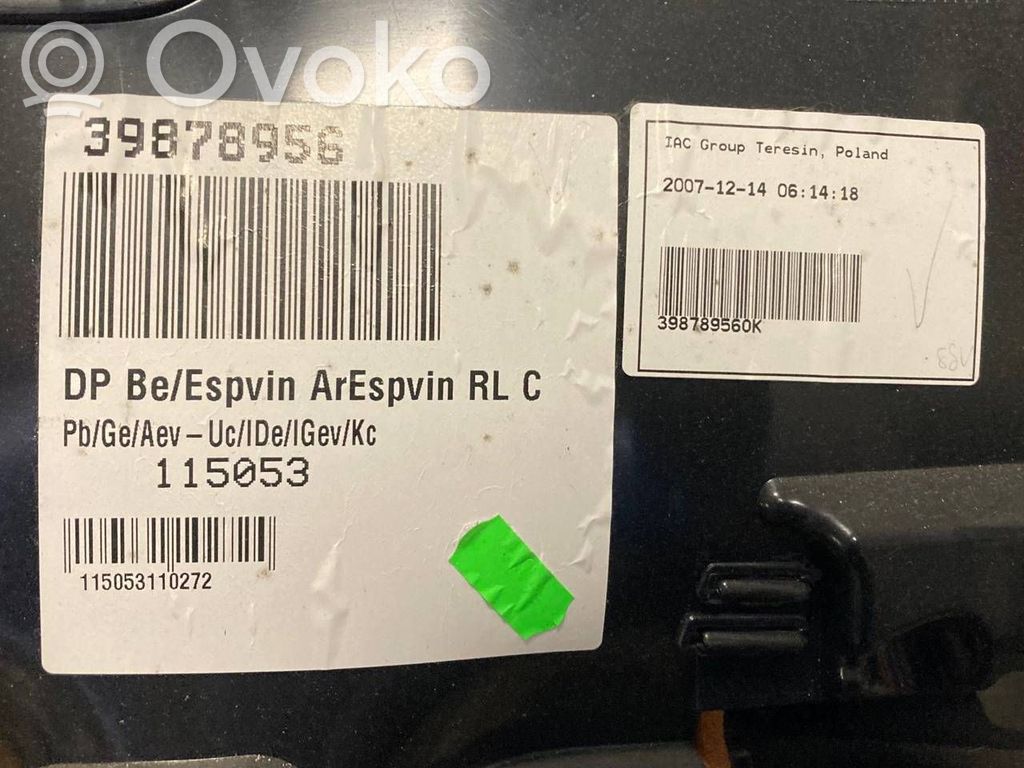 Ovoko
39878956
DP Be/Espvin ArEspvin RL C
Pb/Ge/Aev – Uc/IDe/IGev/Kc
115053
115053110272
IAC Group Teresin, Poland
2007-12-14 06:14:18
398789560K